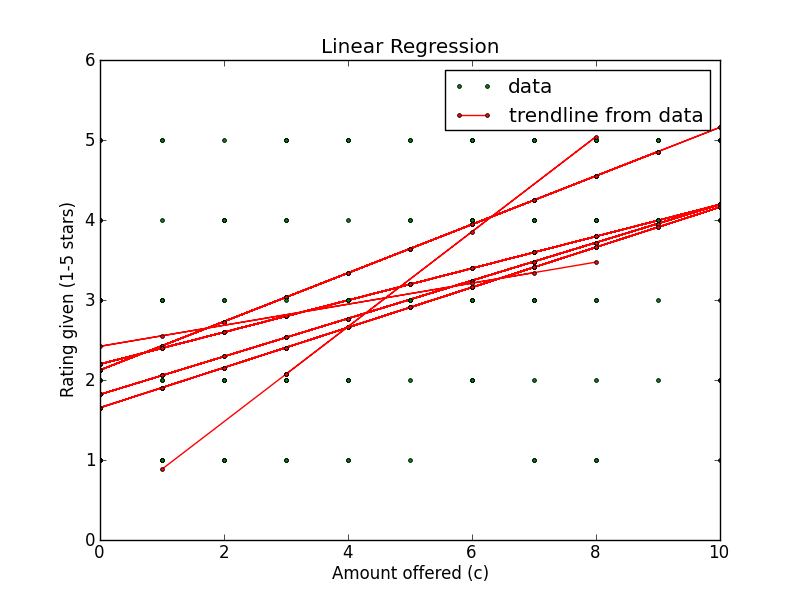 Linear Regression
data
trendline from data
Rating given (1-5 stars)
6
5
4
3
2
1
0
0 2 4 6 8 10
Amount offered (c)